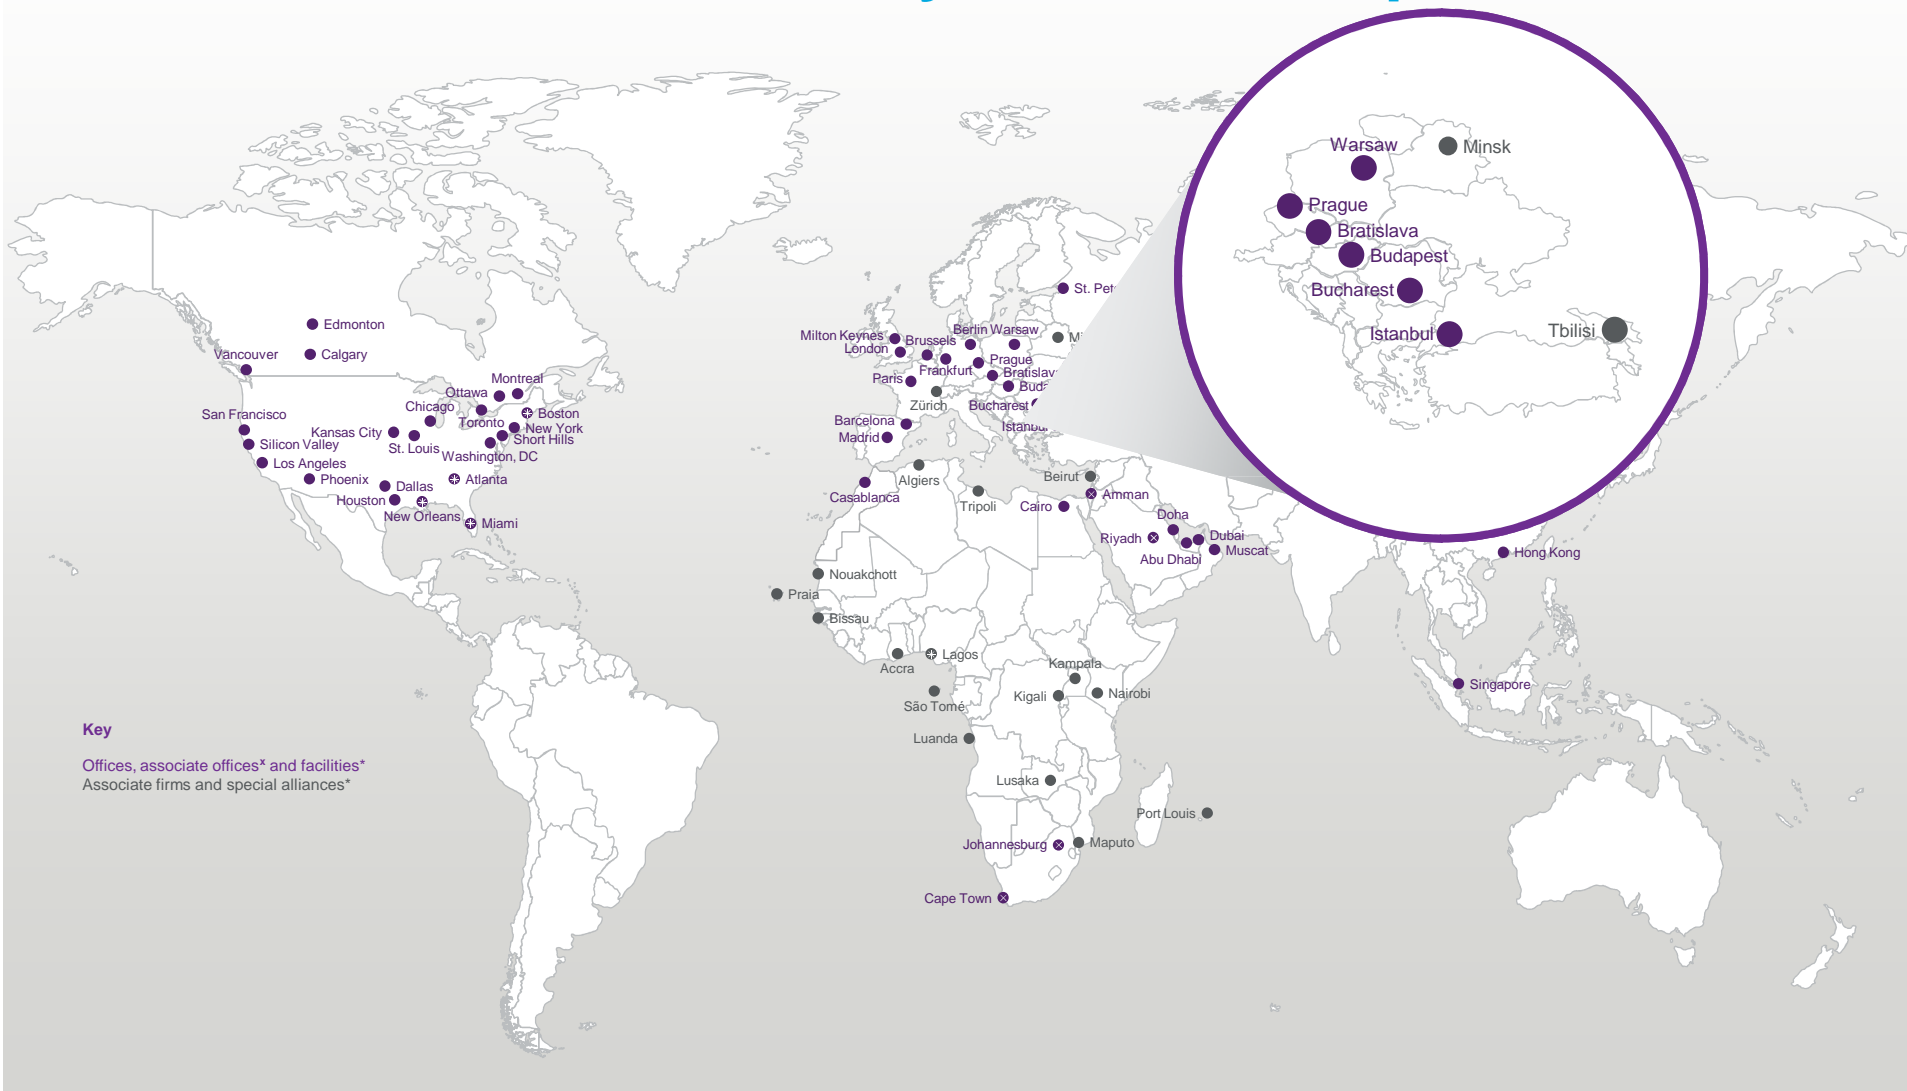 Warsaw
Minsk
Prague
Bratislava
Budapest
Bucharest
Istanbul
Tbilisi
Edmonton
Vancouver
Calgary
Montreal
Ottawa
Chicago
Boston
San Francisco
Toronto
New York
Kansas City
Short Hills
Silicon Valley
St. Louis
Washington, DC
Los Angeles
Phoenix
Dallas
Atlanta
Houston
New Orleans
Miami
St. Pet
Milton Keynes
Brussels
Berlin
Warsaw
London
Prague
Frankfurt
Bratislav
Paris
Buda
Zürich
Bucharest
Barcelona
Istanbu
Madrid
Algiers
Beirut
Casablanca
Tripoli
Amman
Cairo
Doha
Riyadh
Dubai
Abu Dhabi
Muscat
Hong Kong
Nouakchott
Praia
Bissau
Accra
Lagos
Kampala
Kigali
Nairobi
São Tomé
Singapore
Luanda
Lusaka
Port Louis
Johannesburg
Maputo
Cape Town
Key
Offices, associate officesˣ and facilities*
Associate firms and special alliances*